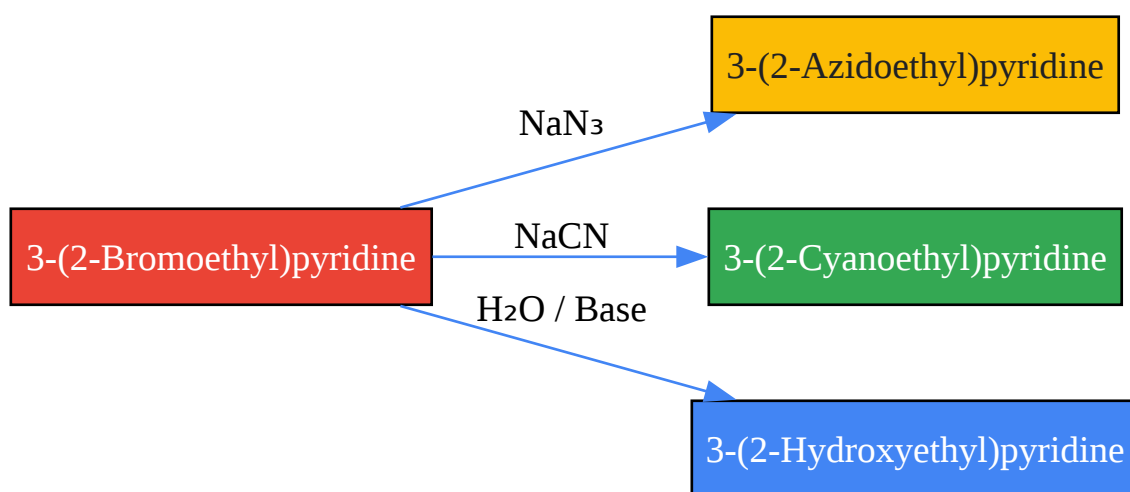 3-(2-Azidoethyl)pyridine
NaN₃
3-(2-Bromoethyl)pyridine
NaCN
3-(2-Cyanoethyl)pyridine
H₂O / Base
3-(2-Hydroxyethyl)pyridine